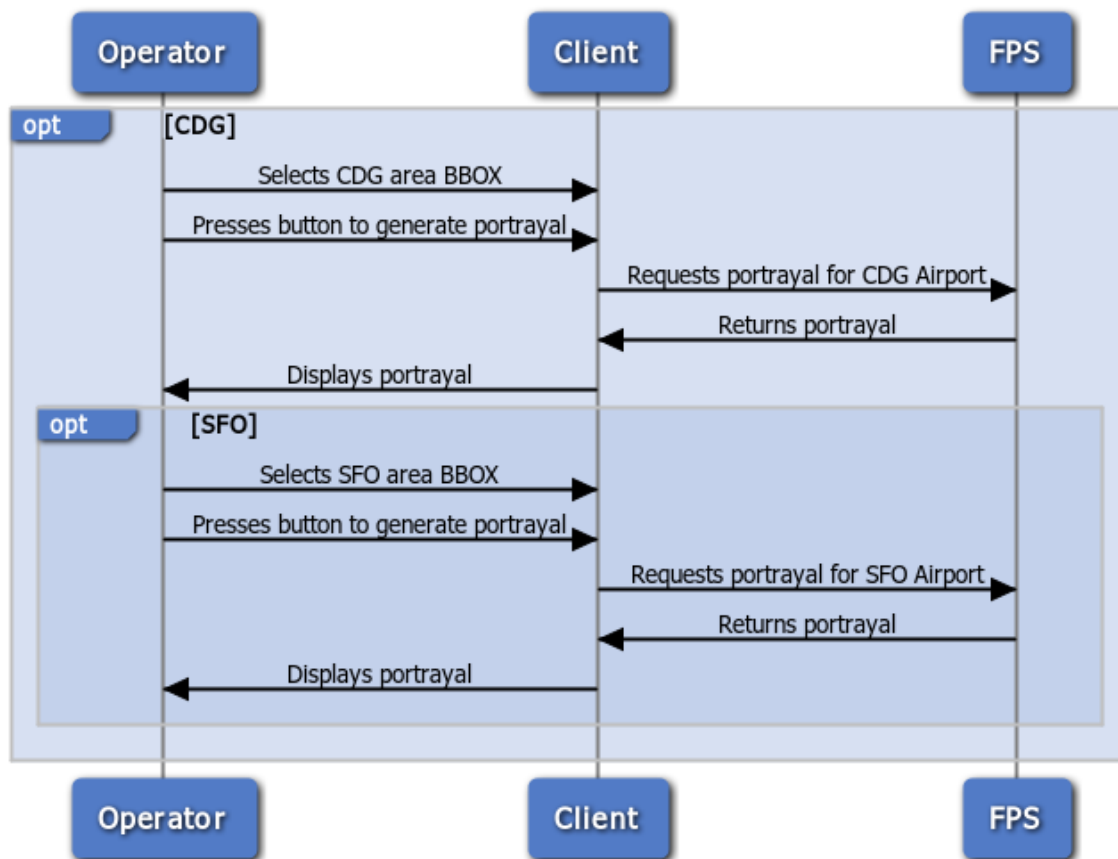 Operator
Client
FPS
opt
[CDG]
Selects CDG area BBOX
Presses button to generate portrayal
Requests portrayal for CDG Airport
Returns portrayal
Displays portrayal
opt
[SFO]
Selects SFO area BBOX
Presses button to generate portrayal
Requests portrayal for SFO Airport
Returns portrayal
Displays portrayal
Operator
Client
FPS